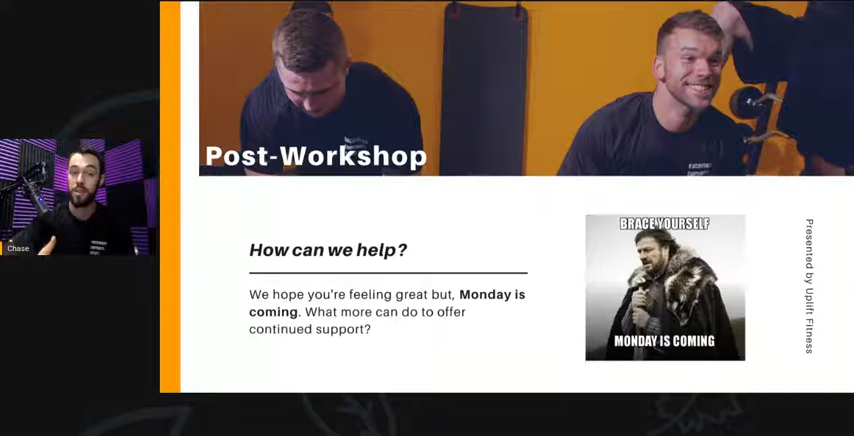 Post-Workshop
Chase
How can we help?
We hope you're feeling great but, Monday is
coming. What more can do to offer
continued support?
BRACE YOURSELF
MONDAY IS COMING
Presented by Uplift Fitness